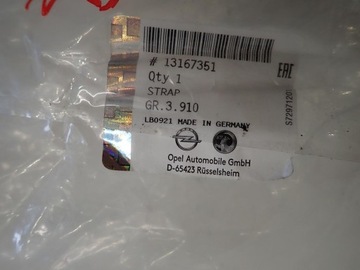 # 13167351
Qty 1
STRAP
GR.3.910
LB0921 MADE IN GERMANY
Opel Automobile GmbH
D-65423 Rüsselsheim
EAC